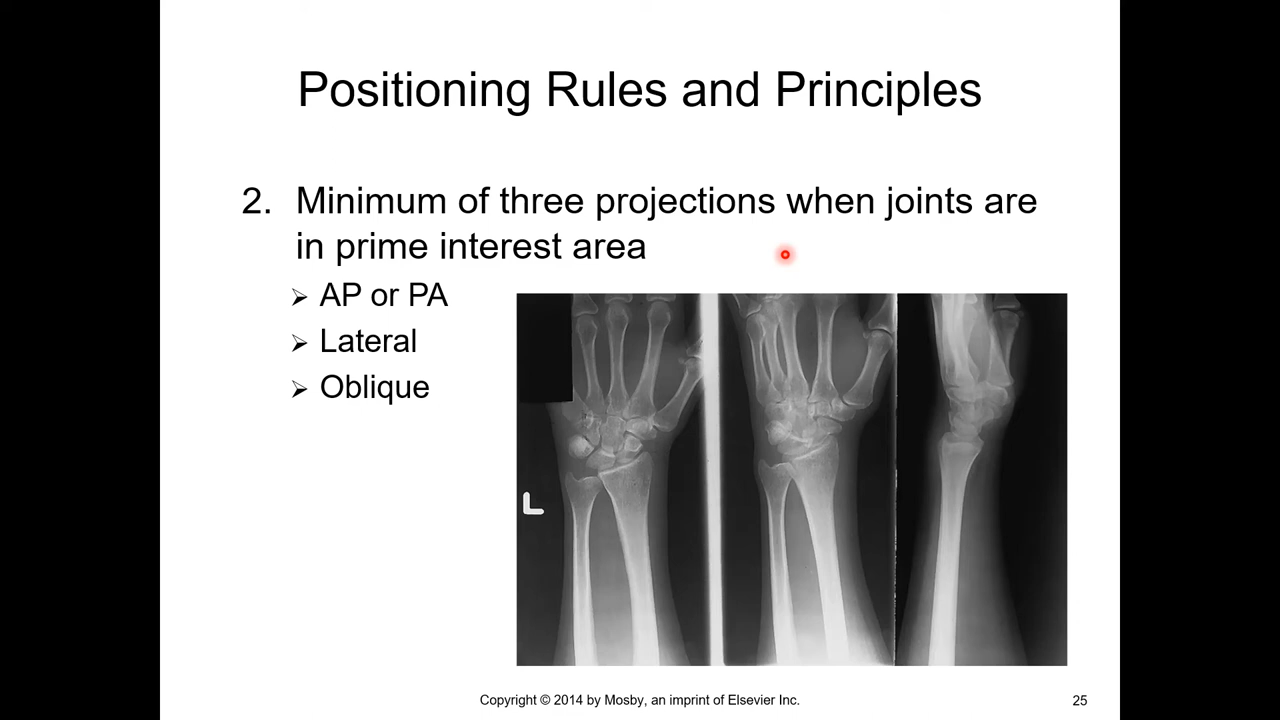 Positioning Rules and Principles
2. Minimum of three projections when joints are
in prime interest area
➢ AP or PA
➢ Lateral
➢ Oblique
L
Copyright © 2014 by Mosby, an imprint of Elsevier Inc.
25